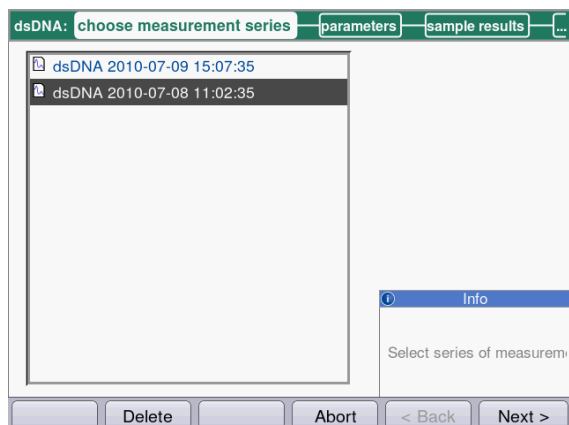 dsDNA: choose measurement series parameters sample results ...
dsDNA 2010-07-09 15:07:35
dsDNA 2010-07-08 11:02:35
Info
Select series of
Delete Abort < Back Next >